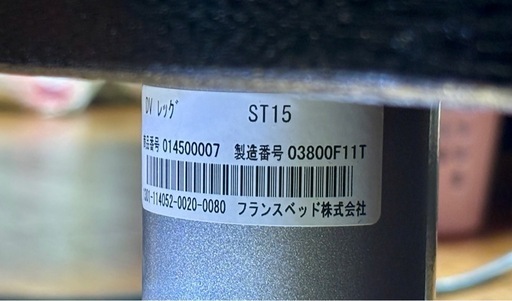 DV レッグ ST15
商品番号 014500007 製造番号 03800F11T
1301-114052-0020-0080 フランスベッド株式会社